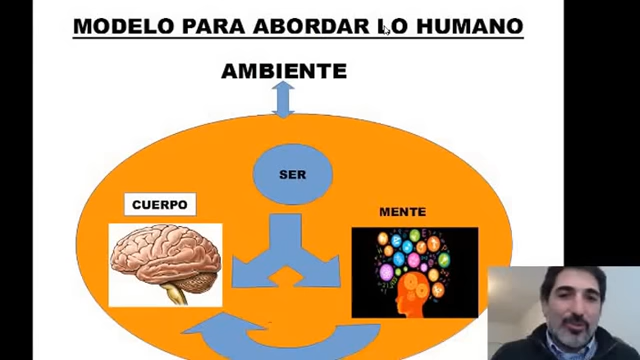 MODELO PARA ABORDAR LO HUMANO
AMBIENTE
SER
CUERPO
MENTE